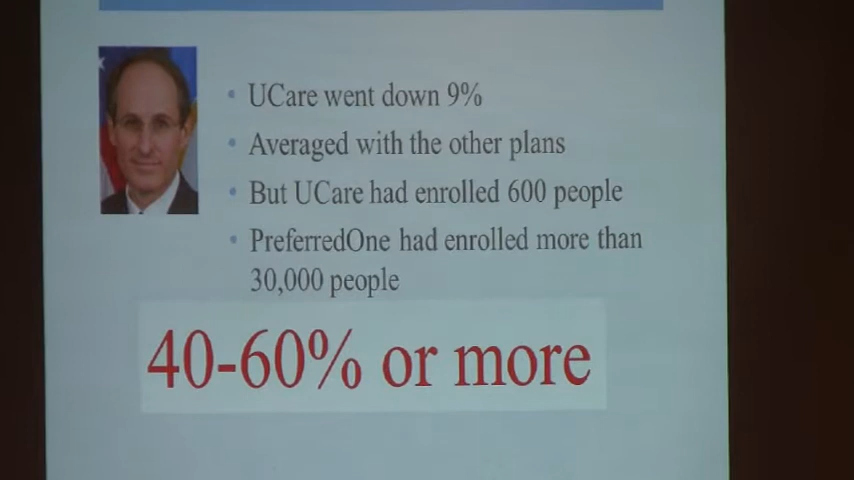 • UCare went down 9%
• Averaged with the other plans
• But UCare had enrolled 600 people
• PreferredOne had enrolled more than
30,000 people
40-60% or more